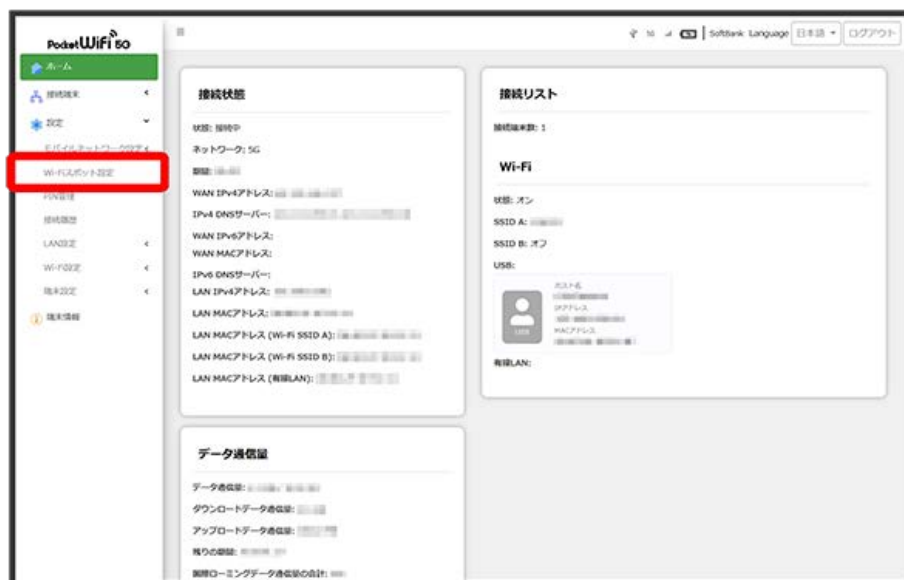 Pocket WiFi 5G
SoftBank Language 日本語 ログアウト
ホーム
接続端末
設定
モバイルネットワーク設定
Wi-Fiスポット設定
PIN管理
接続履歴
LAN設定
Wi-Fi設定
端末設定
端末情報
接続状態
状態: 接続中
ネットワーク: 5G
期間:
WAN IPv4アドレス:
IPv4 DNSサーバー:
WAN IPv6アドレス:
WAN MACアドレス:
IPv6 DNSサーバー:
LAN IPv4アドレス:
LAN MACアドレス:
LAN MACアドレス (Wi-Fi SSID A):
LAN MACアドレス (Wi-Fi SSID B):
LAN MACアドレス (有線LAN):
データ通信量
データ通信量:
ダウンロードデータ通信量:
アップロードデータ通信量:
残りの期間:
国際ローミングデータ通信量の合計:
接続リスト
接続端末数: 1
Wi-Fi
状態: オン
SSID A:
SSID B: オフ
USB:
USB
ホスト名
IPアドレス
MACアドレス
有線LAN: